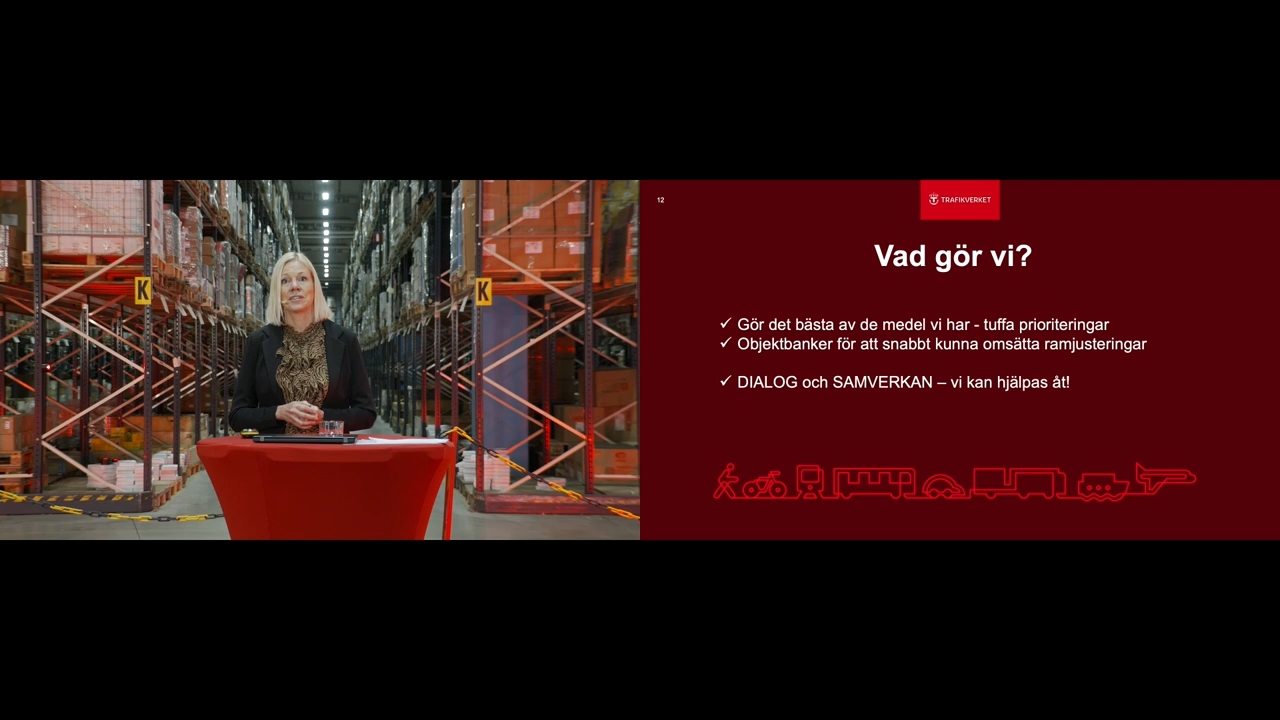 K
K
12
TRAFIKVERKET
Vad gör vi?
✓ Gör det bästa av de medel vi har - tuffa prioriteringar
✓ Objektbanker för att snabbt kunna omsätta ramjusteringar
✓ DIALOG och SAMVERKAN – vi kan hjälpas åt!